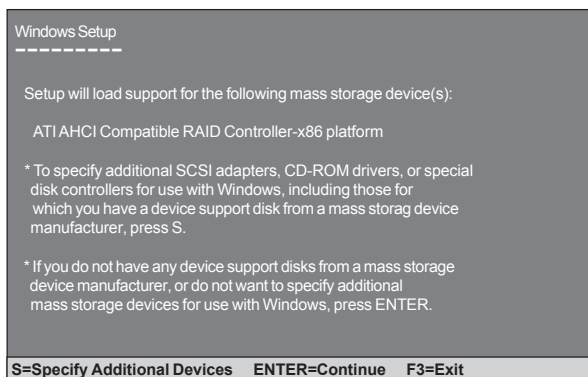 Windows Setup
Setup will load support for the following mass storage device(s):
ATI AHCI Compatible RAID Controller-x86 platform
* To specify additional SCSI adapters, CD-ROM drivers, or special
disk controllers for use with Windows, including those for
which you have a device support disk from a mass storag device
manufacturer, press S.
* If you do not have any device support disks from a mass storage
device manufacturer, or do not want to specify additional
mass storage devices for use with Windows, press ENTER.
S=Specify Additional Devices ENTER=Continue F3=Exit